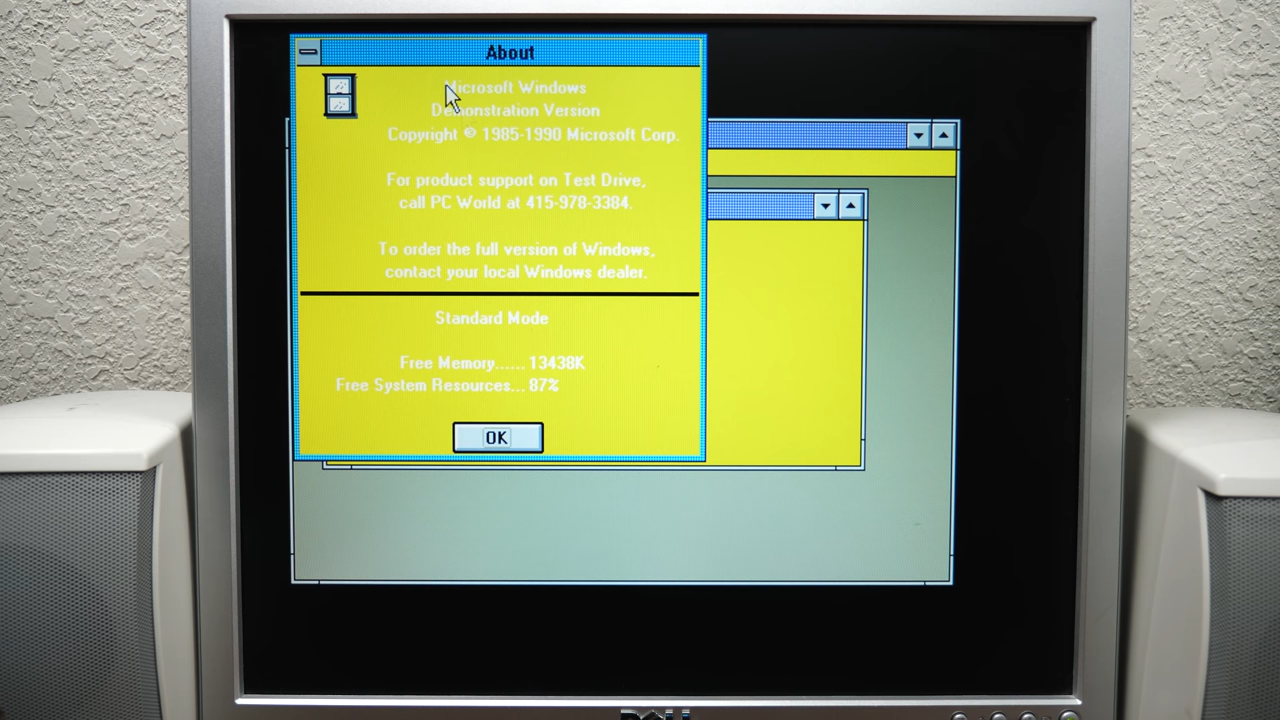 About
Microsoft Windows
Demonstration Version
Copyright © 1985-1990 Microsoft Corp.
For product support on Test Drive,
call PC World at 415-978-3384.
To order the full version of Windows,
contact your local Windows dealer.
Standard Mode
Free Memory...... 13438K
Free System Resources... 87%
OK
DELL